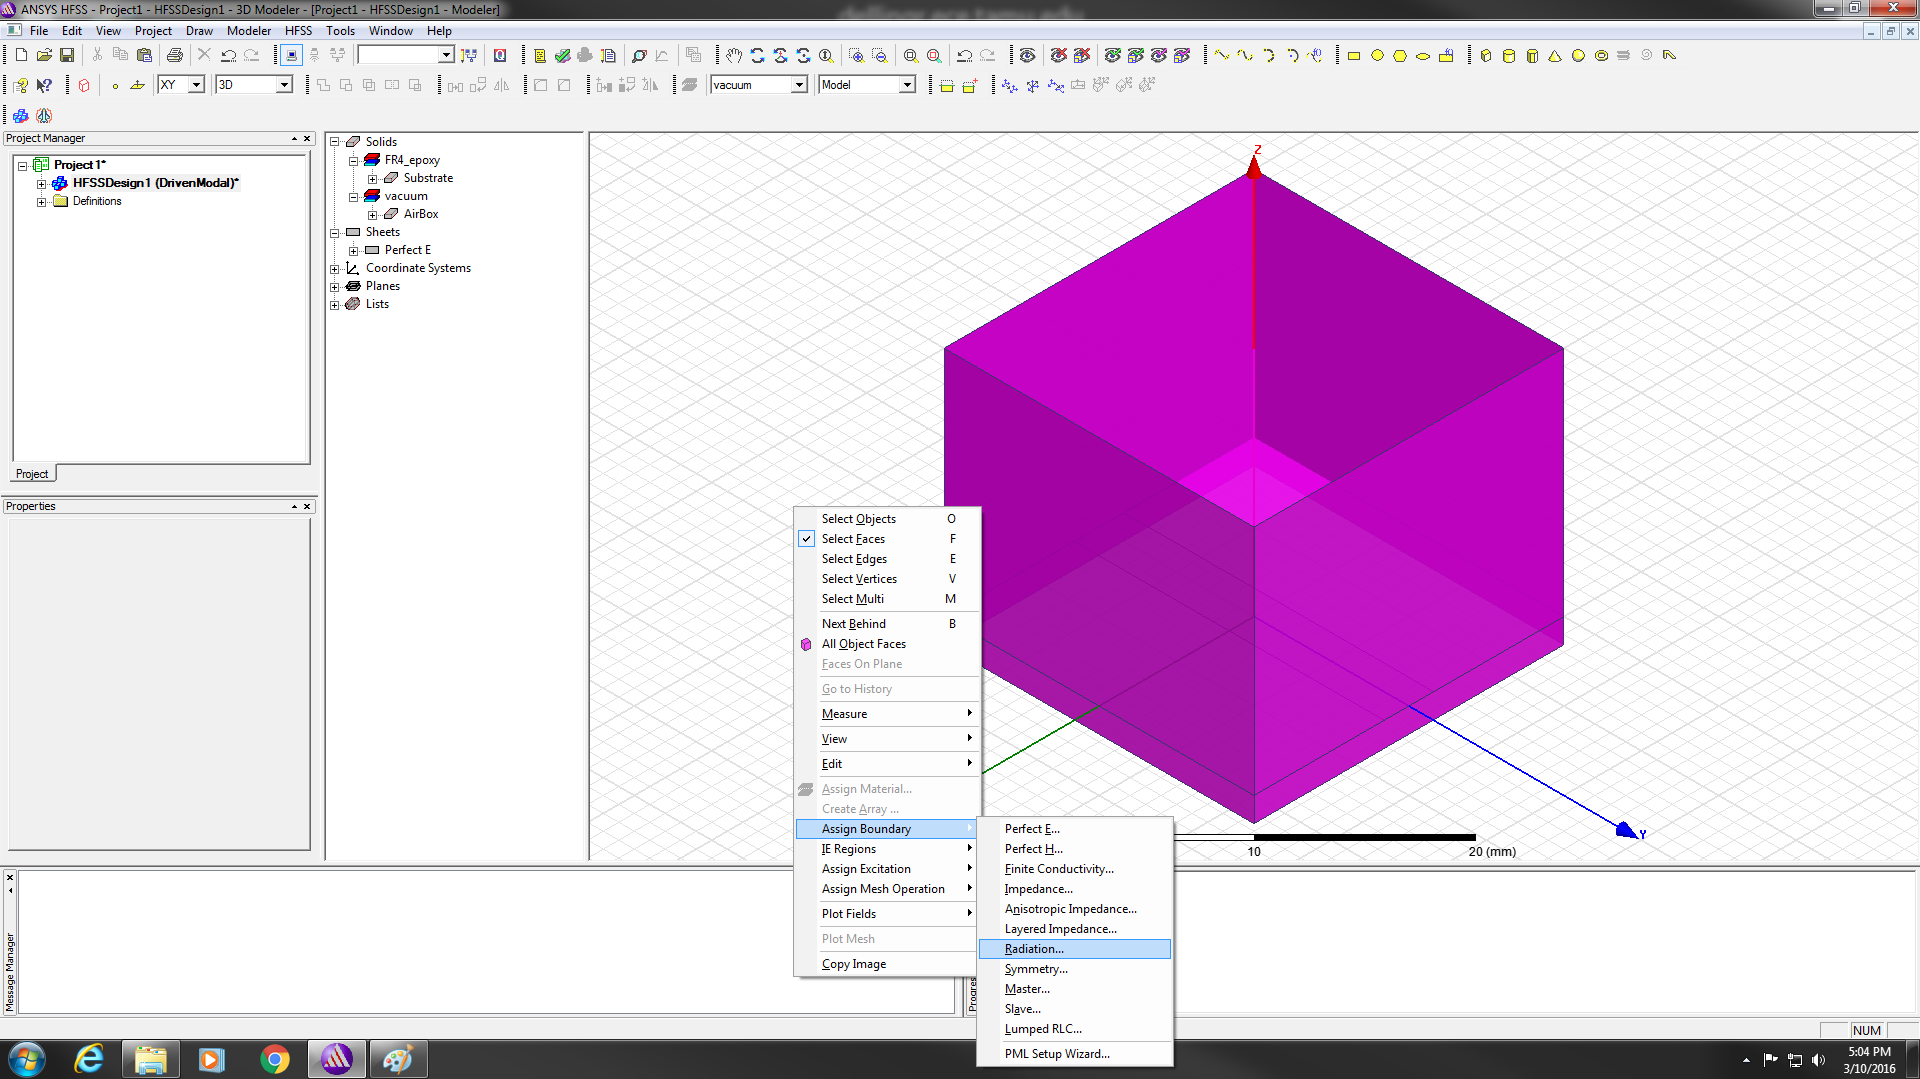 ANSYS HFSS - Project1 - HFSSDesign1 - 3D Modeler - [Project1 - HFSSDesign1 - Modeler]
File Edit View Project Draw Modeler HFSS Tools Window Help
XY 3D vacuum Model
Project Manager
Project1*
HFSSDesign1 (DrivenModal)*
Definitions
Project
Properties
Solids
FR4_epoxy
Substrate
vacuum
AirBox
Sheets
Perfect E
Coordinate Systems
Planes
Lists
Z
Y
10 20 (mm)
Select Objects O
Select Faces F
Select Edges E
Select Vertices V
Select Multi M
Next Behind B
All Object Faces
Faces On Plane
Go to History
Measure
View
Edit
Assign Material...
Create Array ...
Assign Boundary
IE Regions
Assign Excitation
Assign Mesh Operation
Plot Fields
Plot Mesh
Copy Image
Perfect E...
Perfect H...
Finite Conductivity...
Impedance...
Anisotropic Impedance...
Layered Impedance...
Radiation...
Symmetry...
Master...
Slave...
Lumped RLC...
PML Setup Wizard...
Message Manager
NUM
5:04 PM
3/10/2016